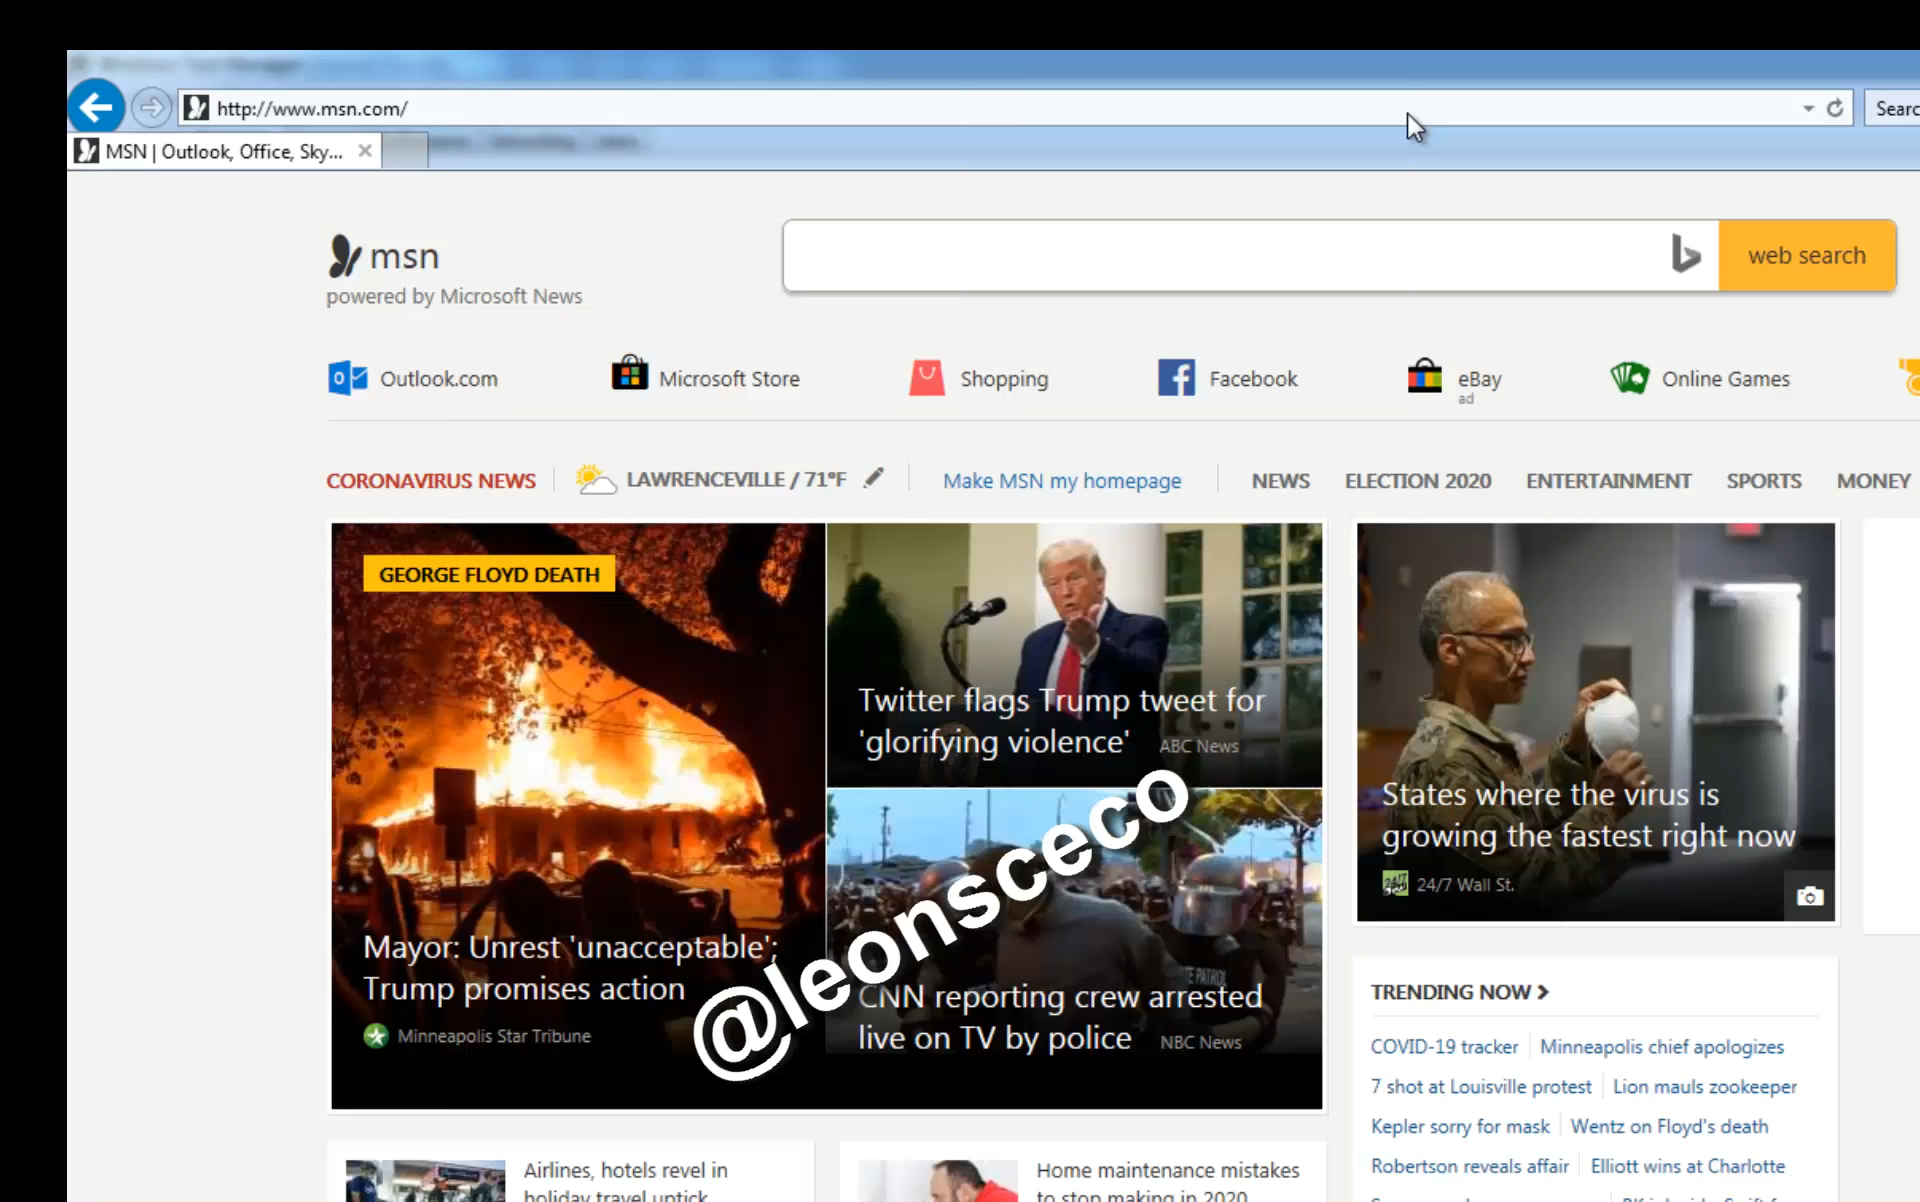 http://www.msn.com/
Searc
MSN | Outlook, Office, Sky...
msn
powered by Microsoft News
web search
Outlook.com
Microsoft Store
Shopping
Facebook
eBay
ad
Online Games
CORONAVIRUS NEWS
LAWRENCEVILLE / 71°F
Make MSN my homepage
NEWS
ELECTION 2020
ENTERTAINMENT
SPORTS
MONEY
GEORGE FLOYD DEATH
Mayor: Unrest 'unacceptable';
Trump promises action
Minneapolis Star Tribune
Twitter flags Trump tweet for
'glorifying violence' ABC News
@leonsceco
CNN reporting crew arrested
live on TV by police NBC News
States where the virus is
growing the fastest right now
24/7 Wall St.
TRENDING NOW
COVID-19 tracker
Minneapolis chief apologizes
7 shot at Louisville protest
Lion mauls zookeeper
Kepler sorry for mask
Wentz on Floyd's death
Robertson reveals affair
Elliott wins at Charlotte
Airlines, hotels revel in
holiday travel uptick
Home maintenance mistakes
to stop making in 2020